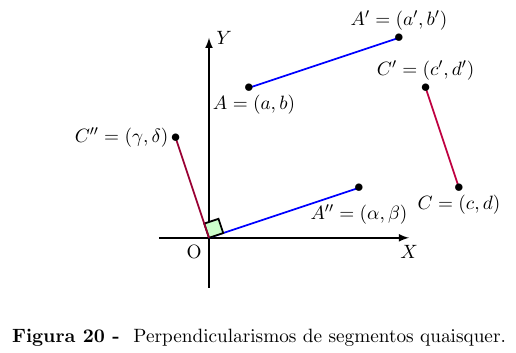 A′ = (a′, b′)
Y
C′ = (c′, d′)
A = (a, b)
C″ = (γ, δ)
A″ = (α, β)
C = (c, d)
O
X
Figura 20 - Perpendicularismos de segmentos quaisquer.